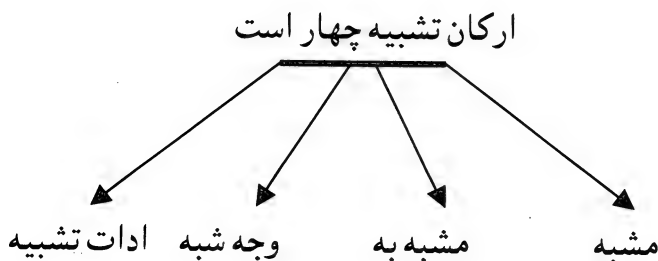 ارکان تشبیه چهار است
مشبه مشبه به وجه شبه ادات تشبیه